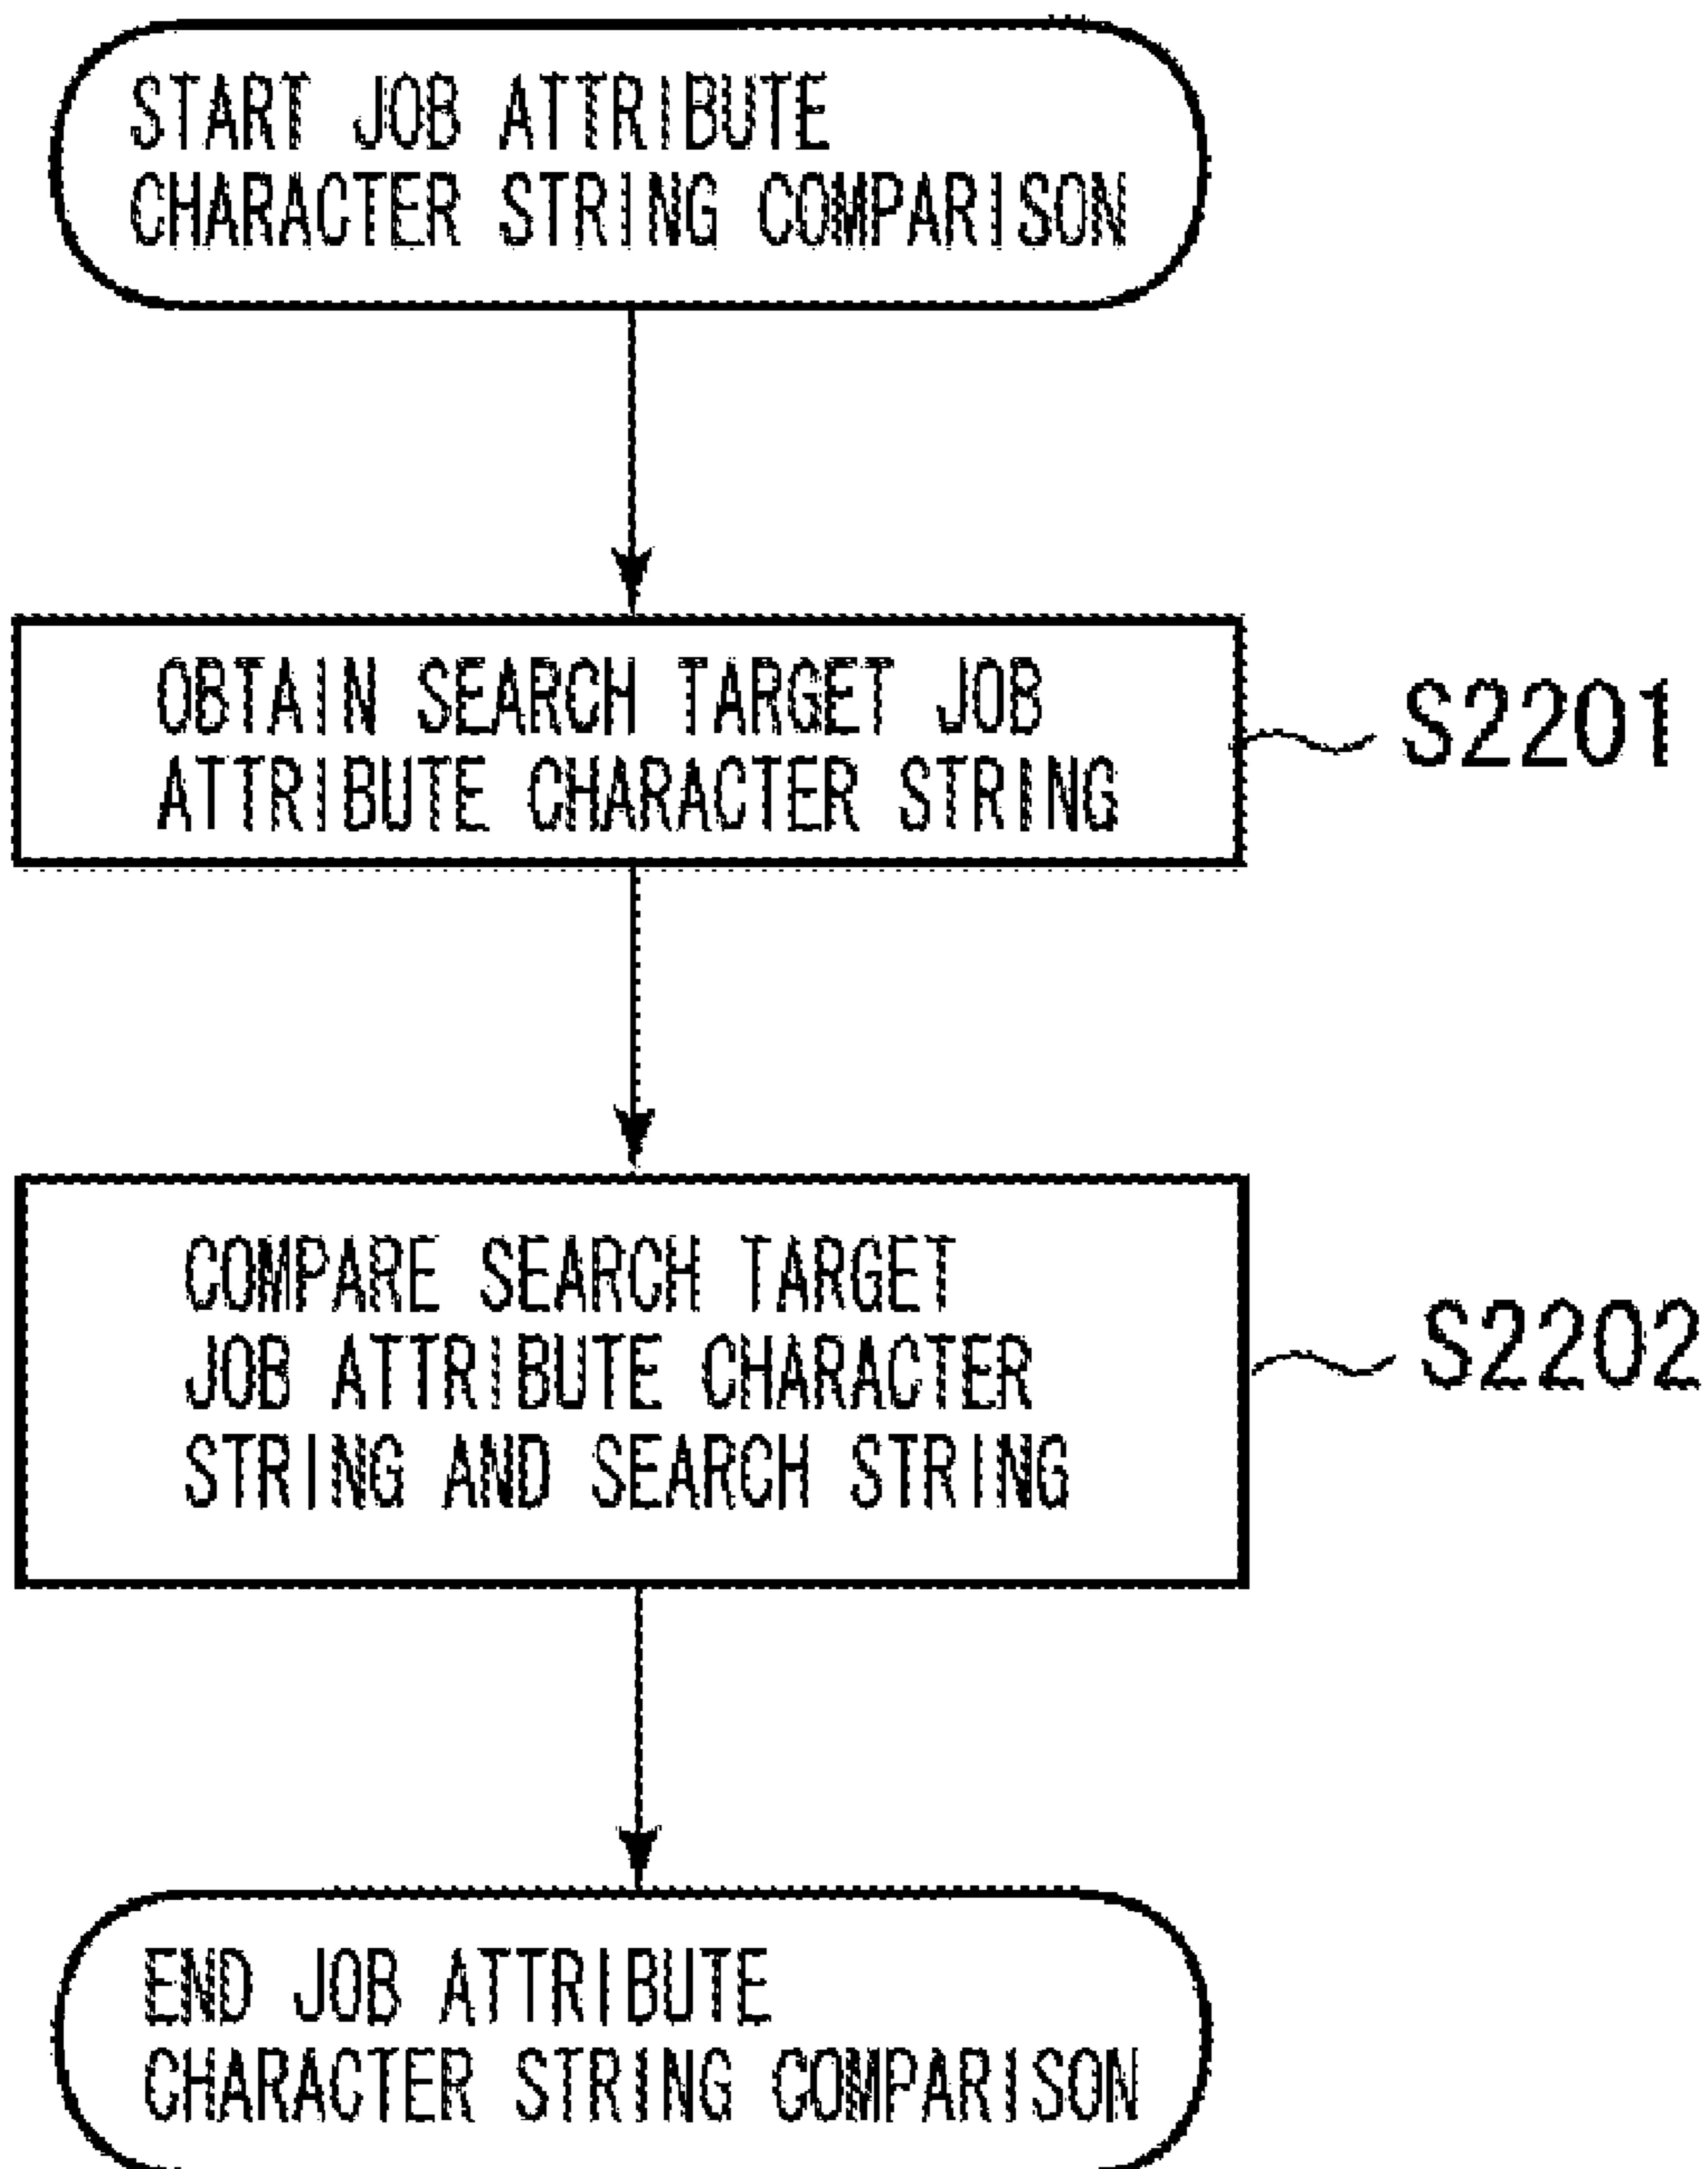 START JOB ATTRIBUTE
CHARACTER STRING COMPARISON
OBTAIN SEARCH TARGET JOB
ATTRIBUTE CHARACTER STRING
S2201
COMPARE SEARCH TARGET
JOB ATTRIBUTE CHARACTER
STRING AND SEARCH STRING
S2202
END JOB ATTRIBUTE
CHARACTER STRING COMPARISON